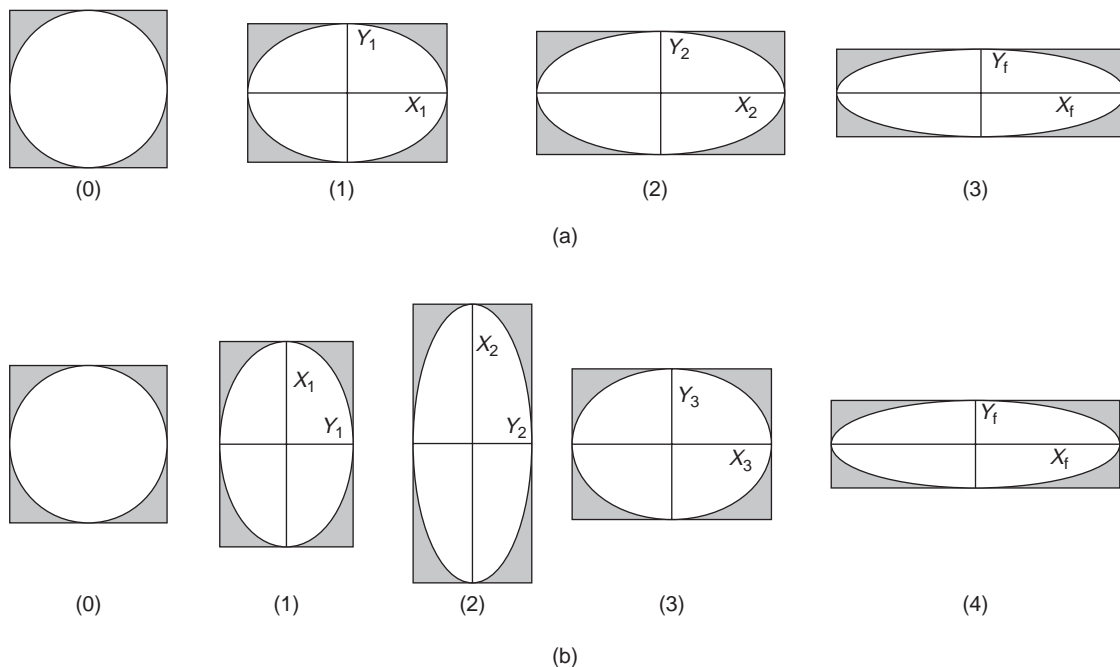 Y1 Y2 Yf
X1 X2 Xf
(0) (1) (2) (3)
(a)
X1 X2 Y3 Yf
Y1 Y2 X3 Xf
(0) (1) (2) (3) (4)
(b)